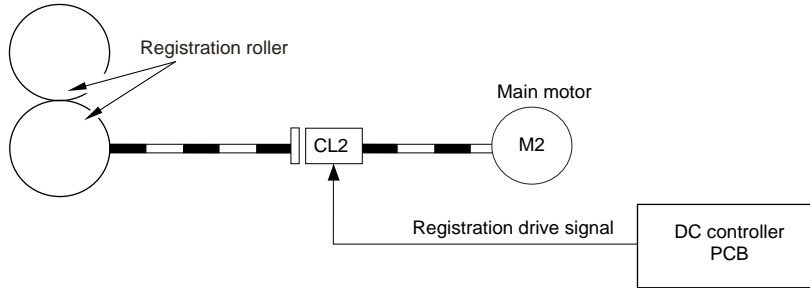 Registration roller
Main motor
CL2
M2
Registration drive signal
DC controller
PCB